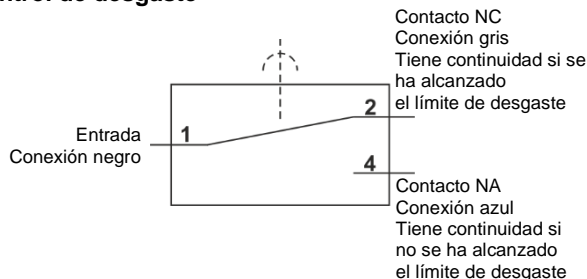 ntrol de desgaste
Contacto NC
Conexión gris
Tiene continuidad si se
ha alcanzado
el límite de desgaste
2
Entrada
Conexión negro
1
4
Contacto NA
Conexión azul
Tiene continuidad si
no se ha alcanzado
el límite de desgaste